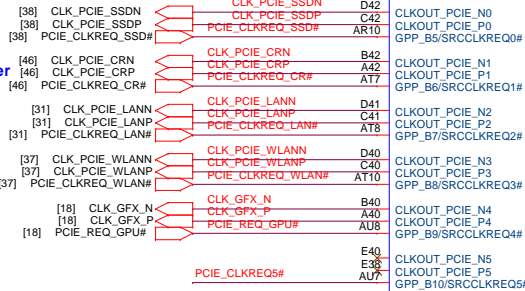 [38] CLK_PCIE_SSDN CLK_PCIE_SSDN D42 CLKOUT_PCIE_N0
[38] CLK_PCIE_SSDP CLK_PCIE_SSDP C42 CLKOUT_PCIE_P0
[38] PCIE_CLKREQ_SSD# PCIE_CLKREQ_SSD# AR10 GPP_B5/SRCCLKREQ0#
[46] CLK_PCIE_CRN CLK_PCIE_CRN B42 CLKOUT_PCIE_N1
er [46] CLK_PCIE_CRP CLK_PCIE_CRP A42 CLKOUT_PCIE_P1
[46] PCIE_CLKREQ_CR# PCIE_CLKREQ_CR# AT7 GPP_B6/SRCCLKREQ1#
[31] CLK_PCIE_LANN CLK_PCIE_LANN D41 CLKOUT_PCIE_N2
[31] CLK_PCIE_LANP CLK_PCIE_LANP C41 CLKOUT_PCIE_P2
[31] PCIE_CLKREQ_LAN# PCIE_CLKREQ_LAN# AT8 GPP_B7/SRCCLKREQ2#
[37] CLK_PCIE_WLANN CLK_PCIE_WLANN D40 CLKOUT_PCIE_N3
[37] CLK_PCIE_WLANP CLK_PCIE_WLANP C40 CLKOUT_PCIE_P3
[37] PCIE_CLKREQ_WLAN# PCIE_CLKREQ_WLAN# AT10 GPP_B8/SRCCLKREQ3#
[18] CLK_GFX_N CLK_GFX_N B40 CLKOUT_PCIE_N4
[18] CLK_GFX_P CLK_GFX_P A40 CLKOUT_PCIE_P4
[18] PCIE_REQ_GPU# PCIE_REQ_GPU# AU8 GPP_B9/SRCCLKREQ4#
E40 CLKOUT_PCIE_N5
E38 CLKOUT_PCIE_P5
PCIE_CLKREQ5# AU7 GPP_B10/SRCCLKREQ5#